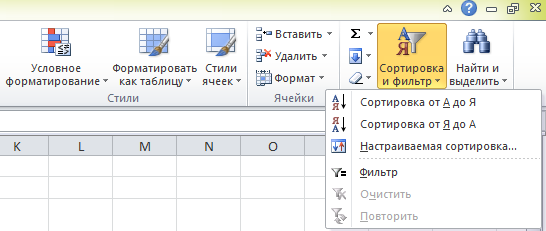 Условное форматирование
Форматировать как таблицу
Стили ячеек
Стили
Вставить
Удалить
Формат
Ячейки
Σ
Сортировка и фильтр
Найти и выделить
K L M N O
Сортировка от А до Я
Сортировка от Я до А
Настраиваемая сортировка...
Фильтр
Очистить
Повторить